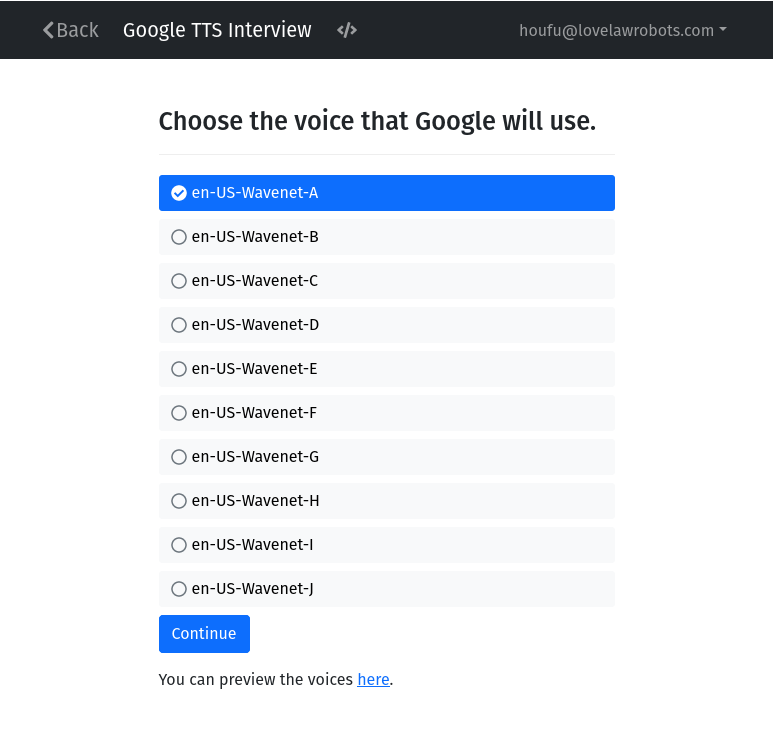 Back Google TTS Interview </> houfu@lovelawrobots.com
Choose the voice that Google will use.
en-US-Wavenet-A
en-US-Wavenet-B
en-US-Wavenet-C
en-US-Wavenet-D
en-US-Wavenet-E
en-US-Wavenet-F
en-US-Wavenet-G
en-US-Wavenet-H
en-US-Wavenet-I
en-US-Wavenet-J
Continue
You can preview the voices here.